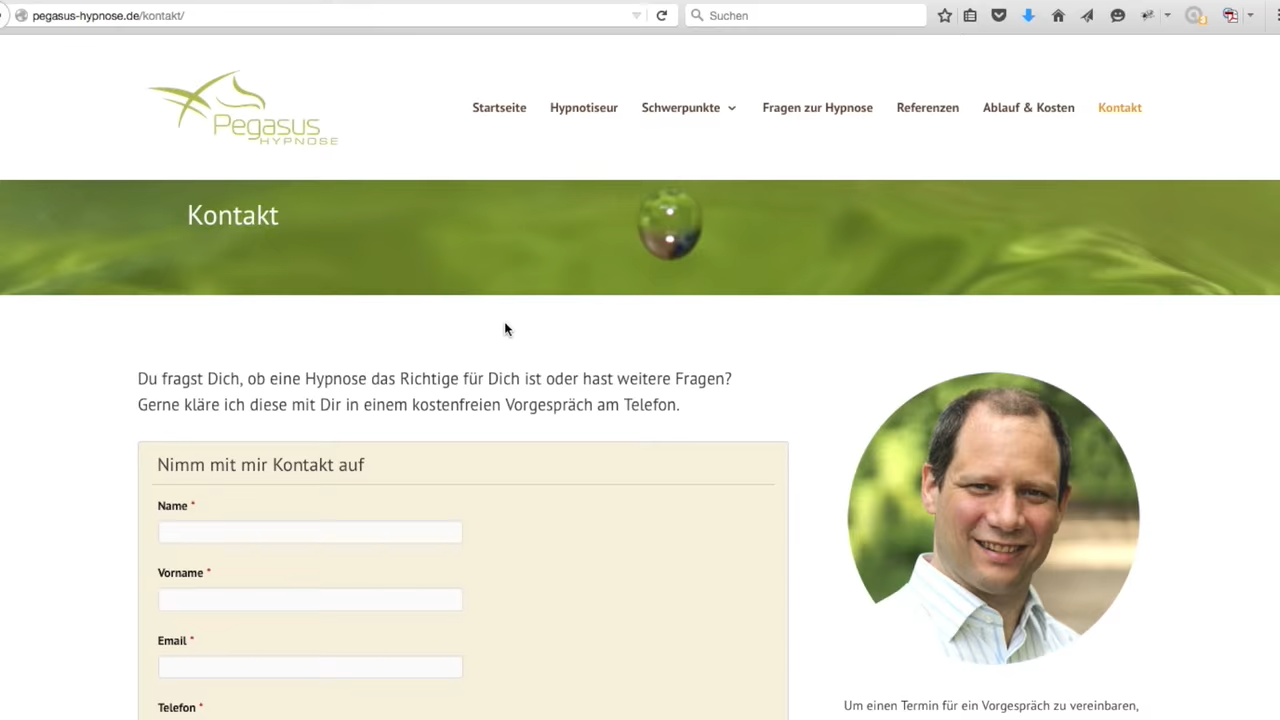 pegasus-hypnose.de/kontakt/
Suchen
Pegasus
HYPNOSE
Startseite Hypnotiseur Schwerpunkte Fragen zur Hypnose Referenzen Ablauf & Kosten Kontakt
Kontakt
Du fragst Dich, ob eine Hypnose das Richtige für Dich ist oder hast weitere Fragen?
Gerne kläre ich diese mit Dir in einem kostenfreien Vorgespräch am Telefon.
Nimm mit mir Kontakt auf
Name *
Vorname *
Email *
Telefon *
Um einen Termin für ein Vorgespräch zu vereinbaren,